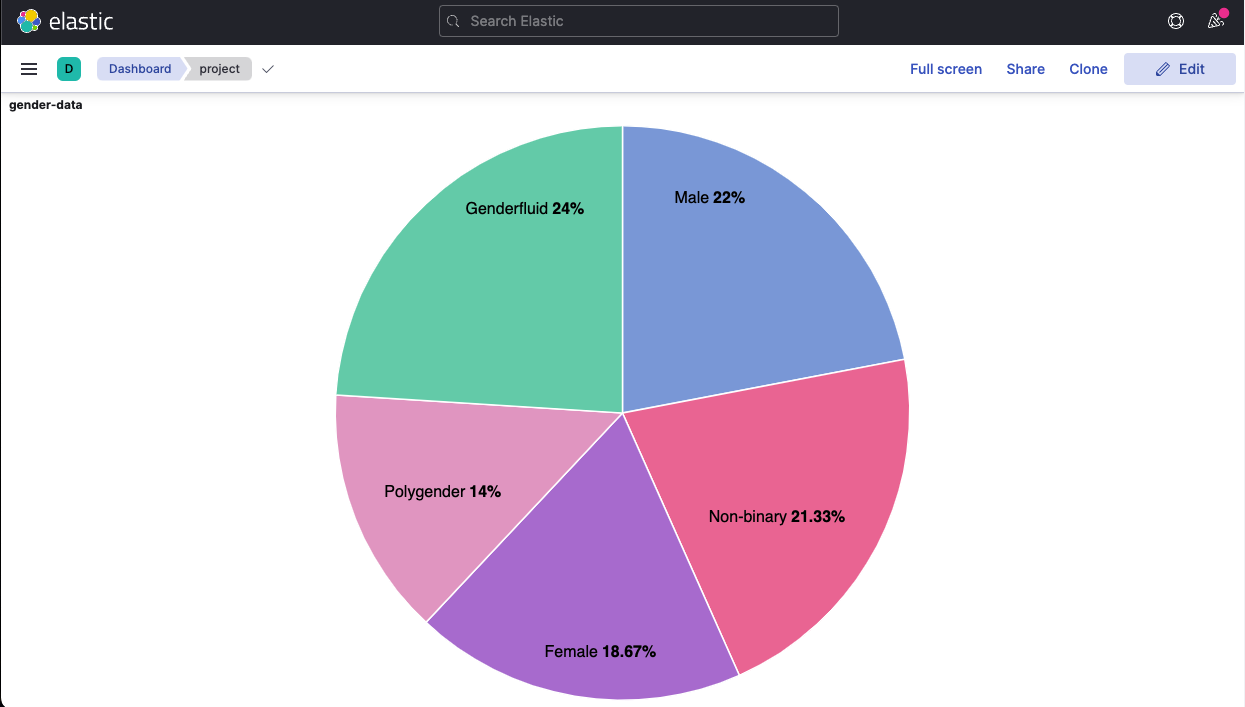 elastic
Search Elastic
D
Dashboard
project
Full screen
Share
Clone
Edit
gender-data
Male 22%
Genderfluid 24%
Polygender 14%
Non-binary 21.33%
Female 18.67%